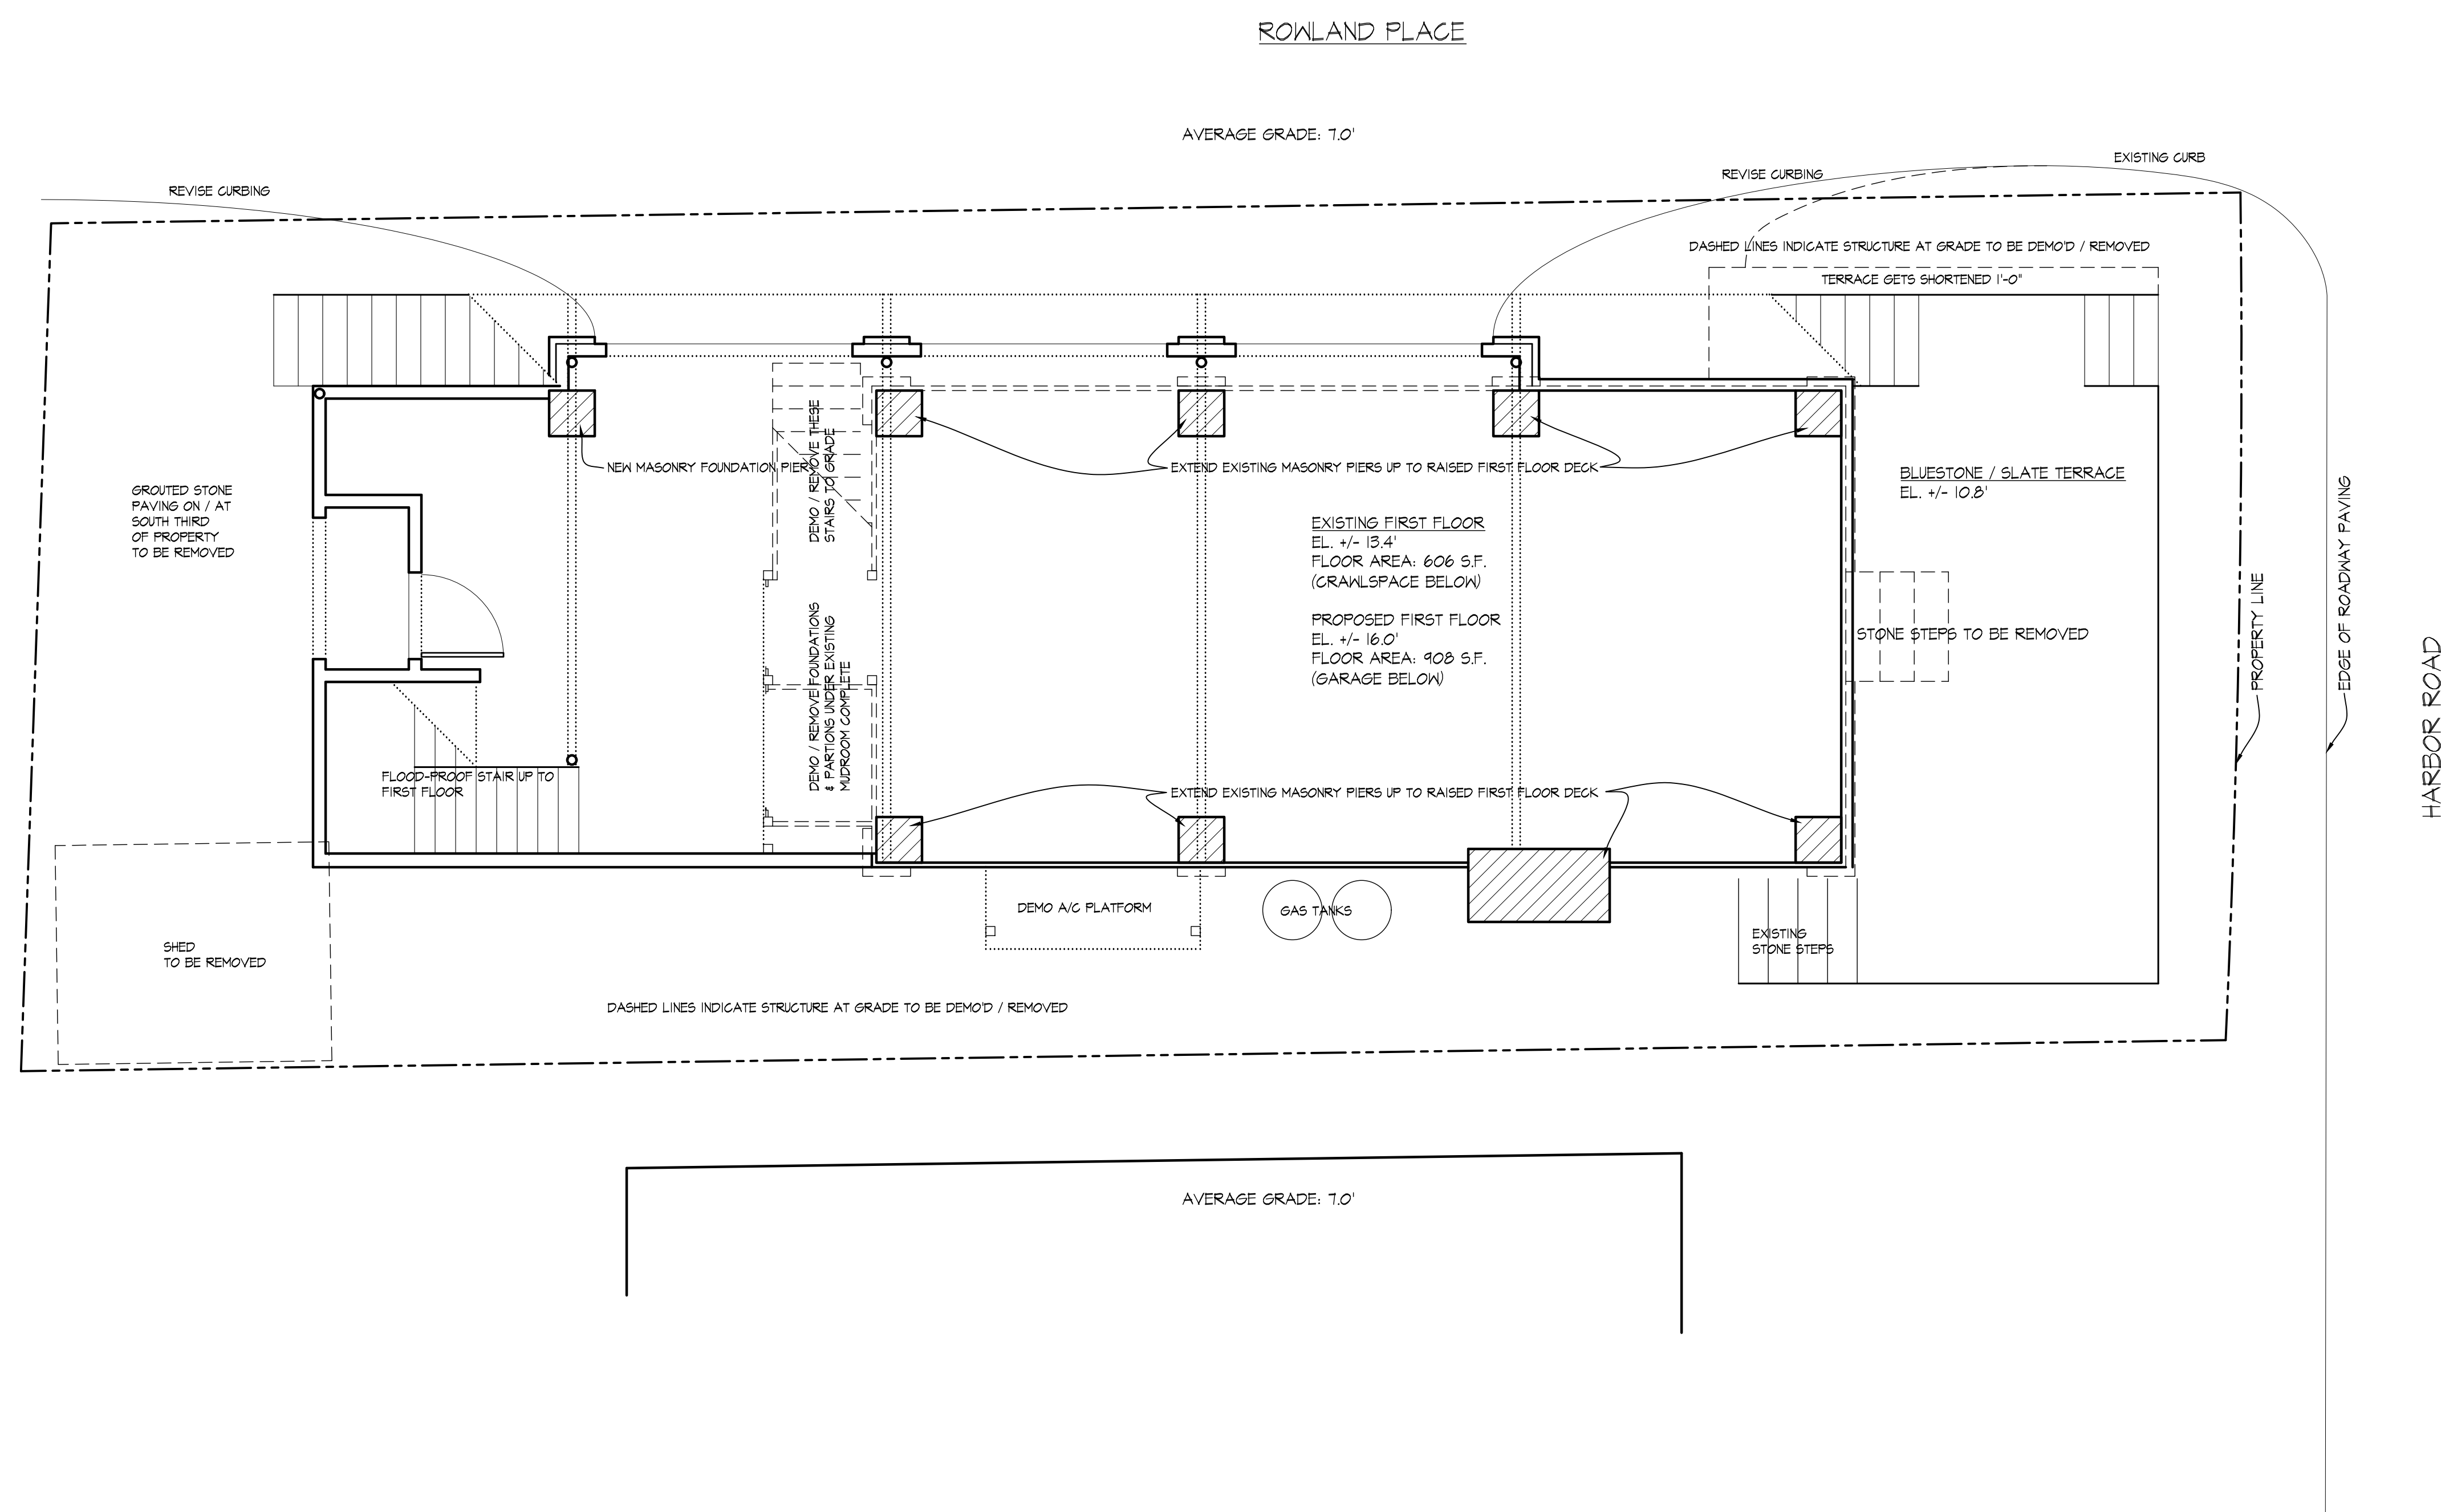 ROWLAND PLACE
AVERAGE GRADE: 7.0'
EXISTING CURB
REVISE CURBING
REVISE CURBING
DASHED LINES INDICATE STRUCTURE AT GRADE TO BE DEMO'D / REMOVED
TERRACE GETS SHORTENED 1'-0"
GROUTED STONE
PAVING ON / AT
SOUTH THIRD
OF PROPERTY
TO BE REMOVED
NEW MASONRY FOUNDATION PIER
DEMO / REMOVE THESE
STAIRS TO GRADE
EXTEND EXISTING MASONRY PIERS UP TO RAISED FIRST FLOOR DECK
BLUESTONE / SLATE TERRACE
EL. +/- 10.8'
EXISTING FIRST FLOOR
EL. +/- 13.4'
FLOOR AREA: 606 S.F.
(CRAWLSPACE BELOW)
PROPOSED FIRST FLOOR
EL. +/- 16.0'
FLOOR AREA: 908 S.F.
(GARAGE BELOW)
STONE STEPS TO BE REMOVED
PROPERTY LINE
EDGE OF ROADWAY PAVING
HARBOR ROAD
DEMO / REMOVE FOUNDATIONS
& PARTIONS UNDER EXISTING
MUDROOM COMPLETE
FLOOD-PROOF STAIR UP TO
FIRST FLOOR
EXTEND EXISTING MASONRY PIERS UP TO RAISED FIRST FLOOR DECK
DEMO A/C PLATFORM
GAS TANKS
EXISTING
STONE STEPS
SHED
TO BE REMOVED
DASHED LINES INDICATE STRUCTURE AT GRADE TO BE DEMO'D / REMOVED
AVERAGE GRADE: 7.0'